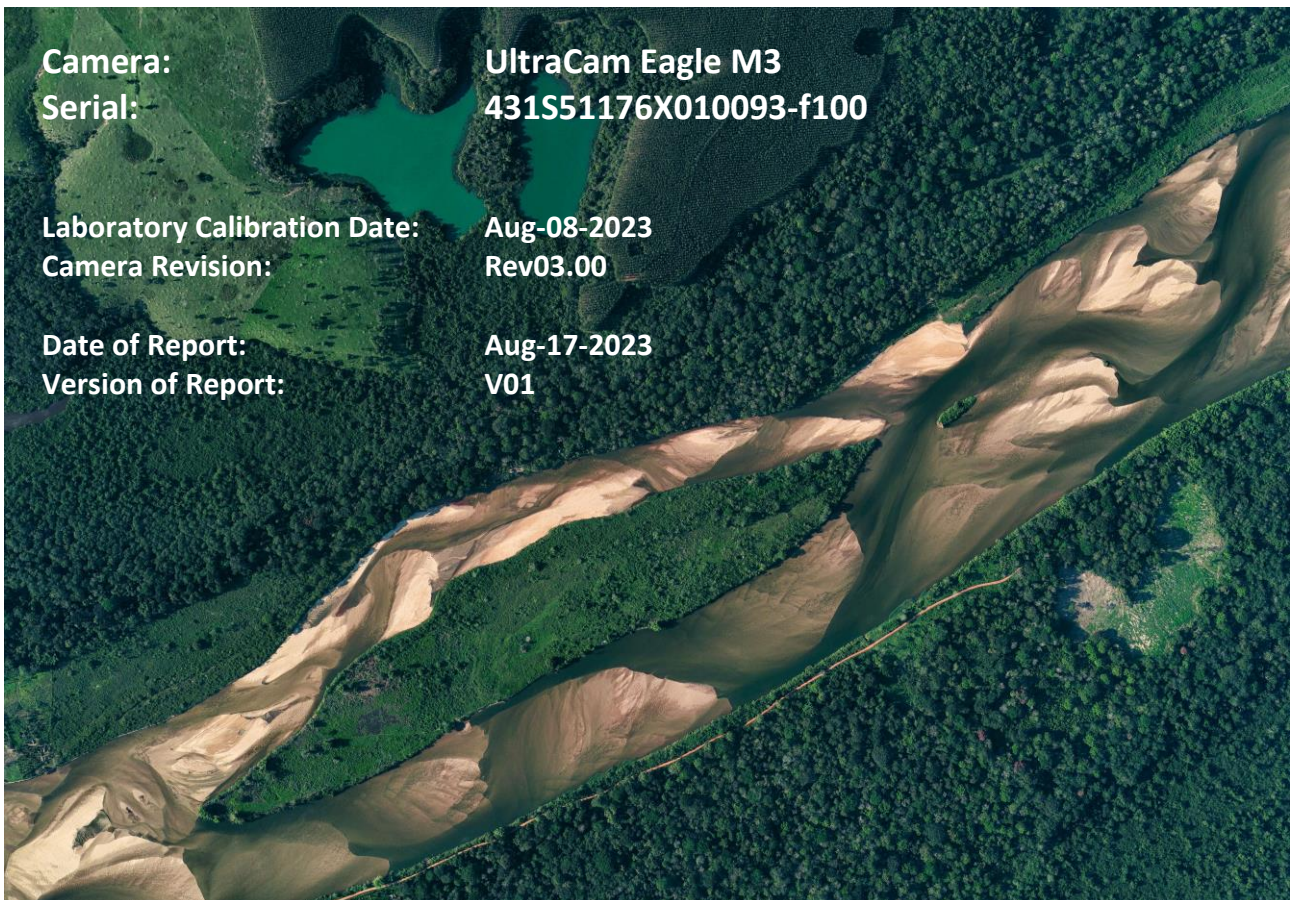 Camera: UltraCam Eagle M3
Serial: 431S51176X010093-f100
Laboratory Calibration Date: Aug-08-2023
Camera Revision: Rev03.00
Date of Report: Aug-17-2023
Version of Report: V01